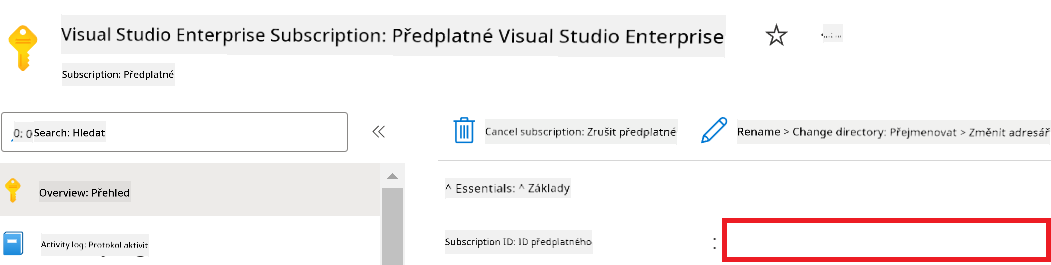 Visual Studio Enterprise Subscription: Předplatné Visual Studio Enterprise
Subscription: Předplatné
Search: Hledat
Cancel subscription: Zrušit předplatné
Rename > Change directory: Přejmenovat > Změnit adresář
Overview: Přehled
^ Essentials: ^ Základy
Activity log: Protokol aktivit
Subscription ID: ID předplatného :